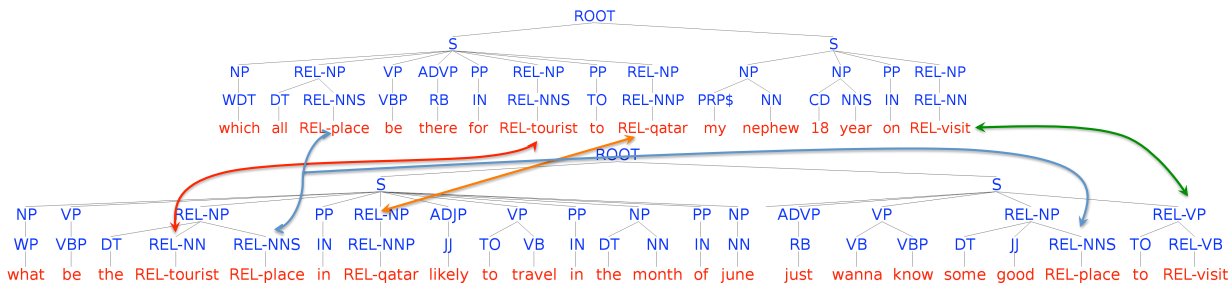 ROOT
S S
NP REL-NP VP ADVP PP REL-NP PP REL-NP NP NP PP REL-NP
WDT DT REL-NNS VBP RB IN REL-NNS TO REL-NNP PRP$ NN CD NNS IN REL-NN
which all REL-place be there for REL-tourist to REL-qatar my nephew 18 year on REL-visit
ROOT
S S
NP VP REL-NP PP REL-NP ADJP VP PP NP PP NP ADVP VP REL-NP REL-VP
WP VBP DT REL-NN REL-NNS IN REL-NNP JJ TO VB IN DT NN IN NN RB VB VBP DT JJ REL-NNS TO REL-VB
what be the REL-tourist REL-place in REL-qatar likely to travel in the month of june just wanna know some good REL-place to REL-visit